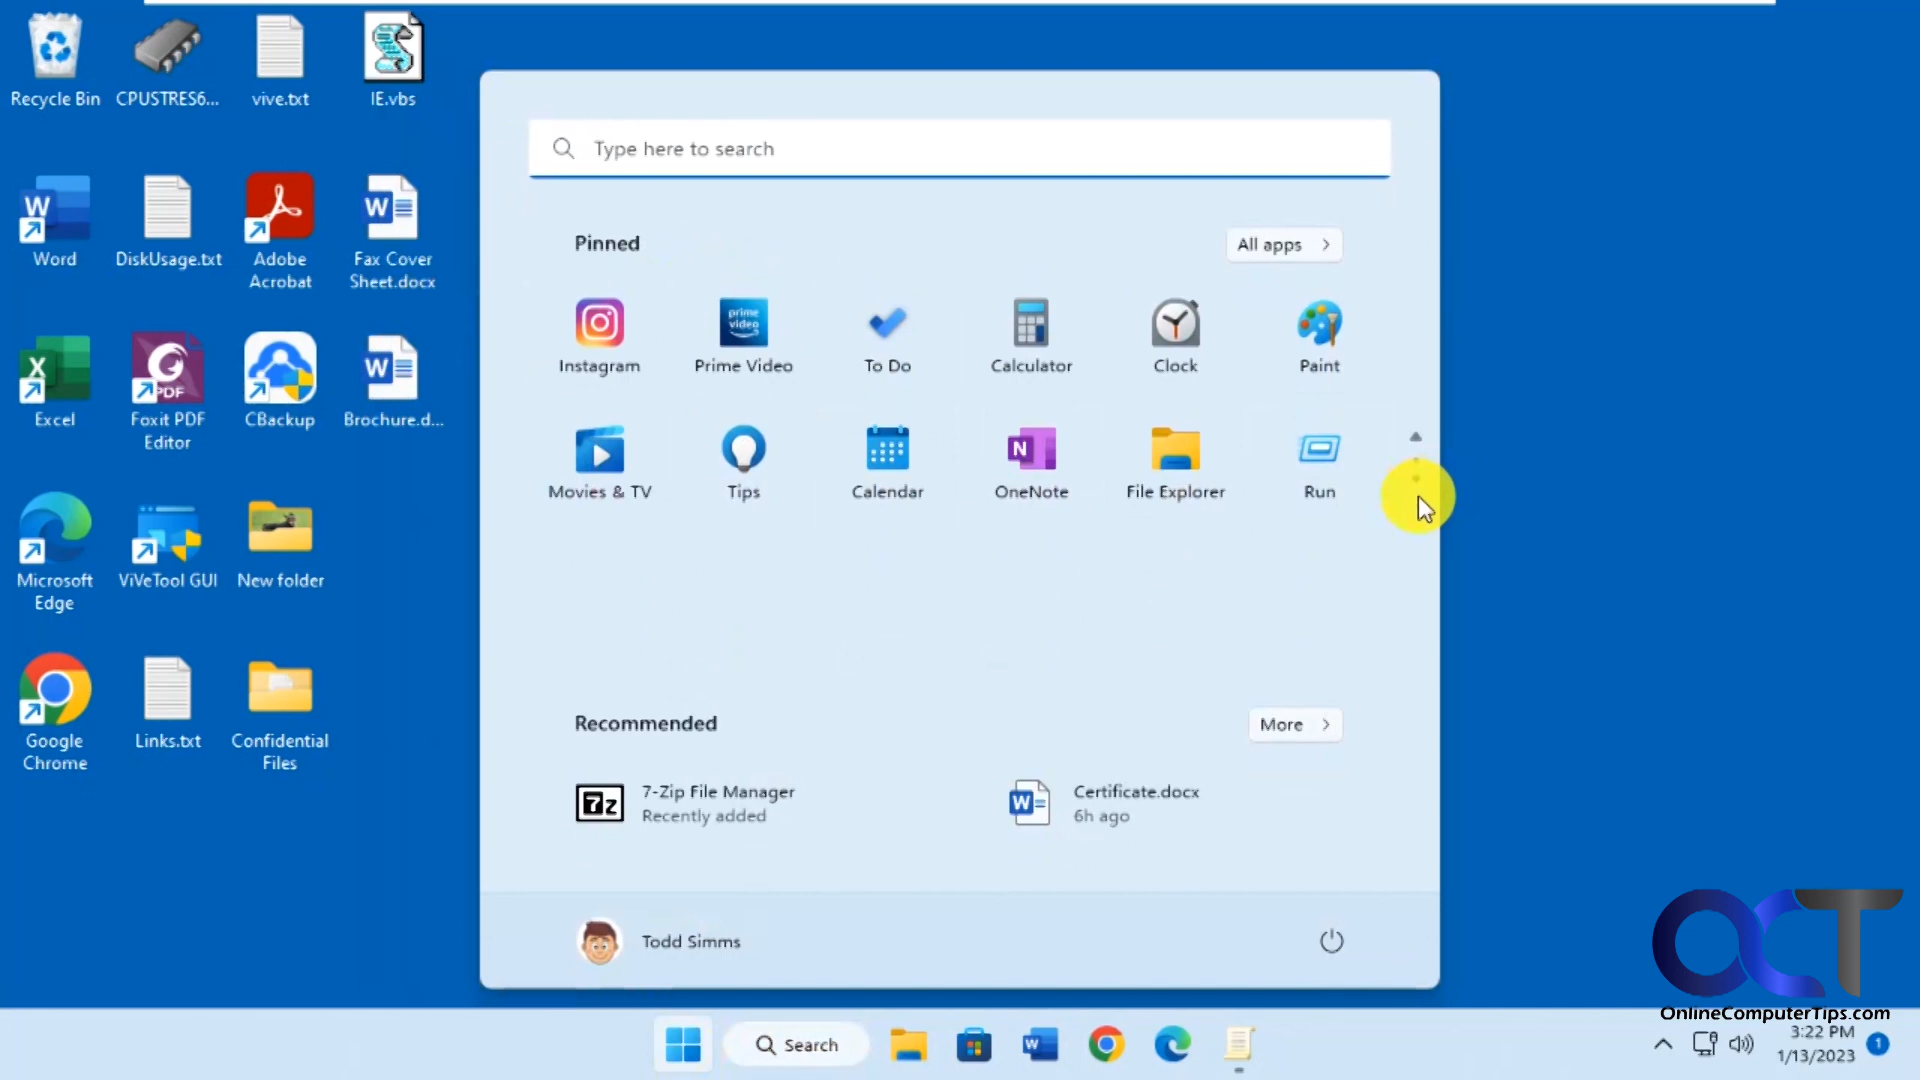 Recycle Bin
CPUSTRES6...
vive.txt
IE.vbs
Word
DiskUsage.txt
Adobe
Acrobat
Fax Cover
Sheet.docx
Excel
Foxit PDF
Editor
CBackup
Brochure.d...
Microsoft
Edge
ViVeTool GUI
New folder
Google
Chrome
Links.txt
Confidential
Files
Type here to search
Pinned
All apps
prime
video
Instagram
Prime Video
To Do
Calculator
Clock
Paint
Movies & TV
Tips
Calendar
OneNote
File Explorer
Run
Recommended
More
7-Zip File Manager
Recently added
Certificate.docx
6h ago
Todd Simms
Search
OCT
OnlineComputerTips.com
3:22 PM
1/13/2023
1